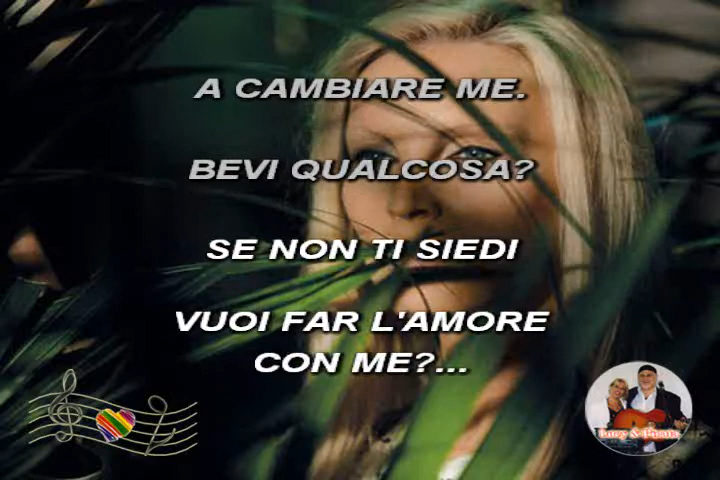 A CAMBIARE ME.
BEVI QUALCOSA?
SE NON TI SIEDI
VUOI FAR L'AMORE
CON ME?...